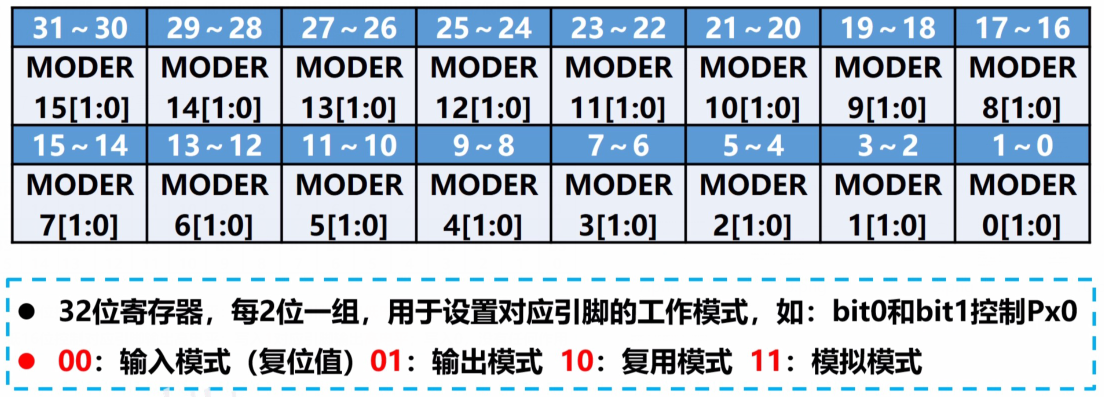 31～30 29～28 27～26 25～24 23～22 21～20 19～18 17～16
MODER MODER MODER MODER MODER MODER MODER MODER
15[1:0] 14[1:0] 13[1:0] 12[1:0] 11[1:0] 10[1:0] 9[1:0] 8[1:0]
15～14 13～12 11～10 9～8 7～6 5～4 3～2 1～0
MODER MODER MODER MODER MODER MODER MODER MODER
7[1:0] 6[1:0] 5[1:0] 4[1:0] 3[1:0] 2[1:0] 1[1:0] 0[1:0]
● 32位寄存器，每2位一组，用于设置对应引脚的工作模式，如：bit0和bit1控制Px0
● 00：输入模式（复位值）01：输出模式 10：复用模式 11：模拟模式